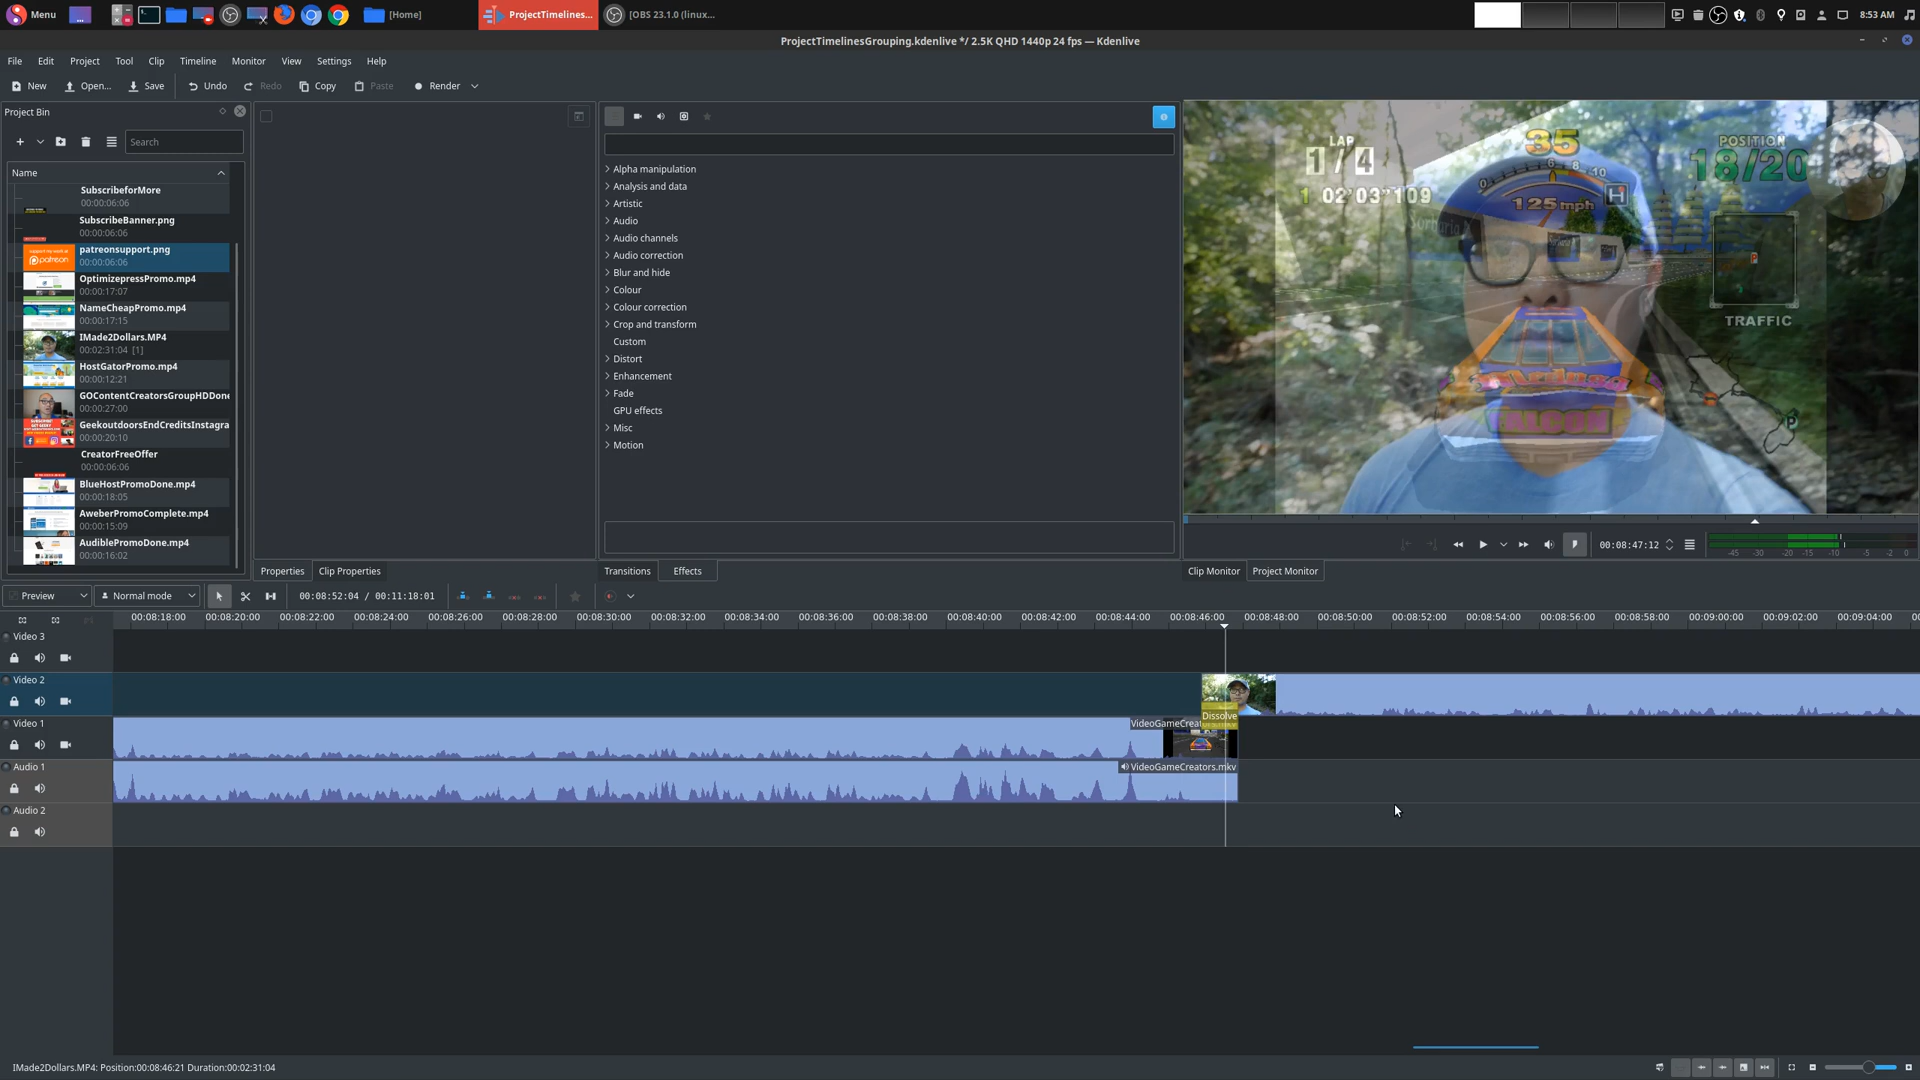 Menu
[Home]
ProjectTimelines...
[OBS 23.1.0 (linux...
8:53 AM
ProjectTimelinesGrouping.kdenlive */ 2.5K QHD 1440p 24 fps — Kdenlive
File Edit Project Tool Clip Timeline Monitor View Settings Help
New Open... Save Undo Redo Copy Paste Render
Project Bin
Search
Name
SubscribeforMore
00:00:06:06
SubscribeBanner.png
00:00:06:06
patreonsupport.png
00:00:06:06
OptimizepressPromo.mp4
00:00:17:07
NameCheapPromo.mp4
00:00:17:15
IMade2Dollars.MP4
00:02:31:04 [1]
HostGatorPromo.mp4
00:00:12:21
GOContentCreatorsGroupHDDone
00:00:27:00
GeekoutdoorsEndCreditsInstagra
00:00:20:10
CreatorFreeOffer
00:00:06:06
BlueHostPromoDone.mp4
00:00:18:05
AweberPromoComplete.mp4
00:00:15:09
AudiblePromoDone.mp4
00:00:16:02
patreon
Properties Clip Properties
Alpha manipulation
Analysis and data
Artistic
Audio
Audio channels
Audio correction
Blur and hide
Colour
Colour correction
Crop and transform
Custom
Distort
Enhancement
Fade
GPU effects
Misc
Motion
Transitions Effects
LAP
1/4
1 02'03"109
35
0 6 8 10
125mph
H
POSITION
18/20
P
TRAFFIC
P
FALCON
00:08:47:12
-45 -30 -20 -15 -10 -5 -2 0
Clip Monitor Project Monitor
Preview Normal mode 00:08:52:04 / 00:11:18:01
00:08:18:00 00:08:20:00 00:08:22:00 00:08:24:00 00:08:26:00 00:08:28:00 00:08:30:00 00:08:32:00 00:08:34:00 00:08:36:00 00:08:38:00 00:08:40:00 00:08:42:00 00:08:44:00 00:08:46:00 00:08:48:00 00:08:50:00 00:08:52:00 00:08:54:00 00:08:56:00 00:08:58:00 00:09:00:00 00:09:02:00 00:09:04:00
Video 3
Video 2
Dissolve
Video 1
VideoGameCreat
Audio 1
VideoGameCreators.mkv
Audio 2
IMade2Dollars.MP4: Position:00:08:46:21 Duration:00:02:31:04